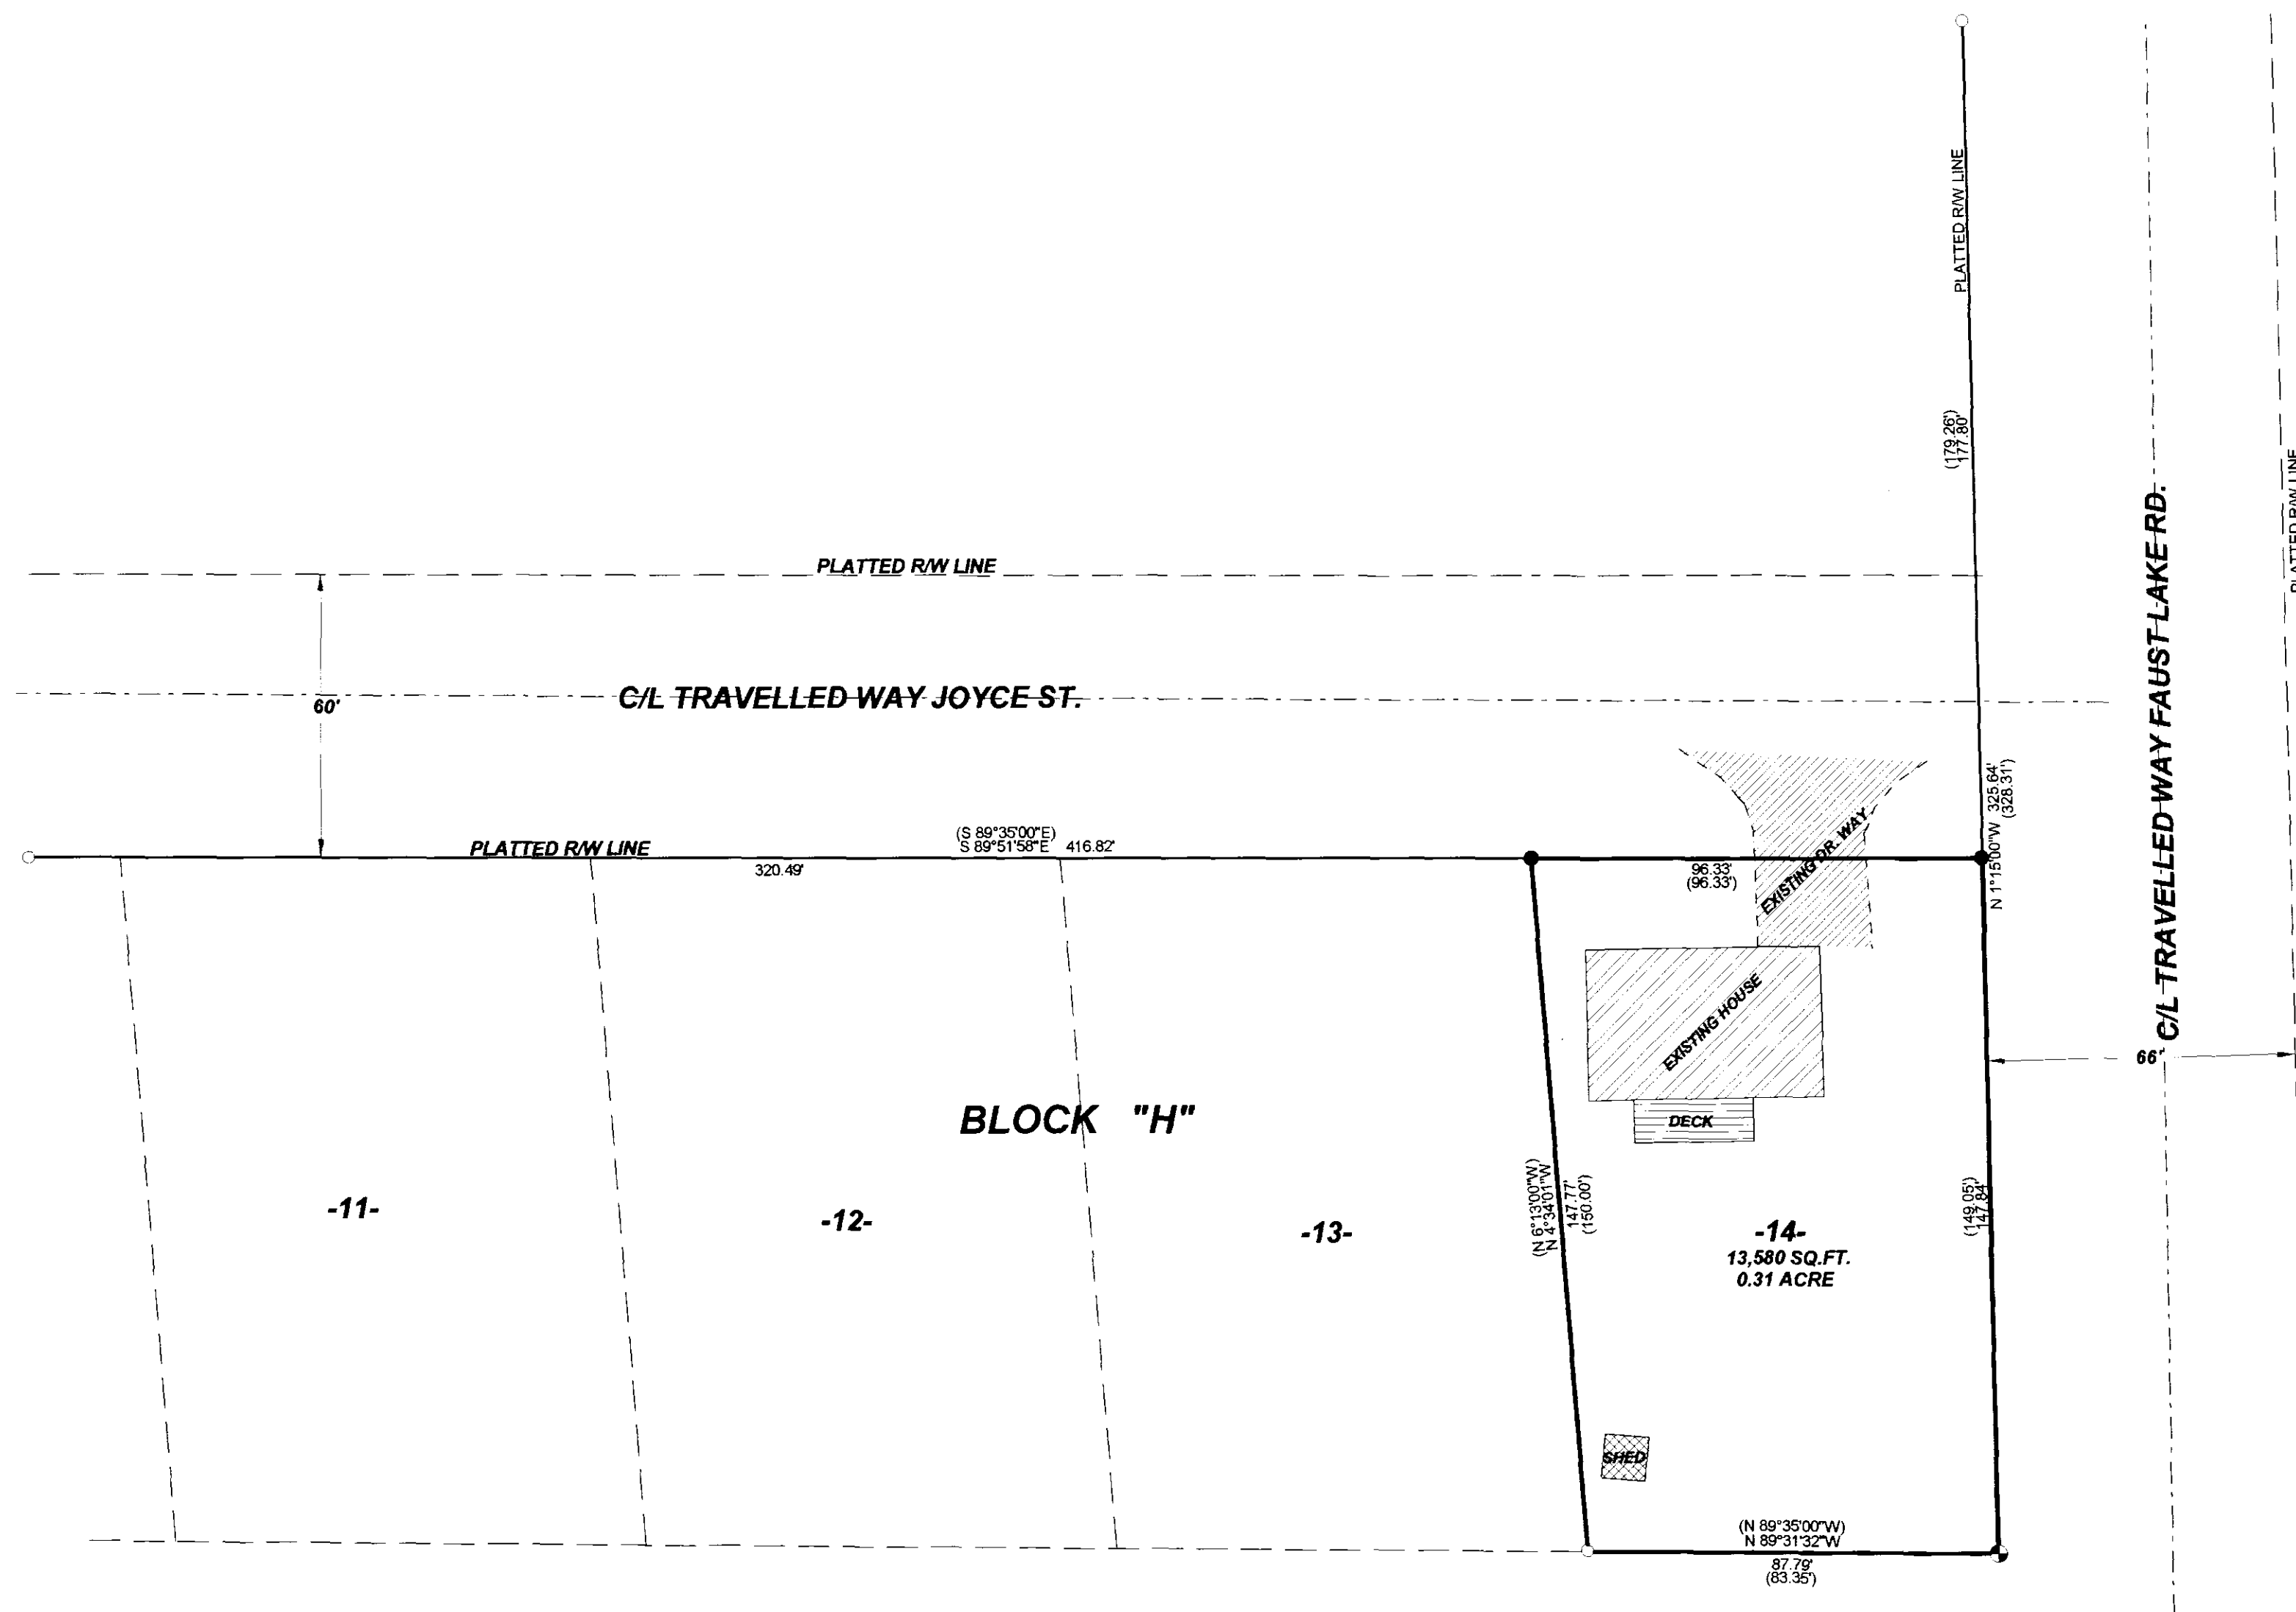 PLATTED R/W LINE
(179.26')
177.80'
PLATTED R/W LINE
C/L TRAVELLED WAY FAUST LAKE RD.
PLATTED R/W LINE
60'
C/L TRAVELLED WAY JOYCE ST.
N 1°15'00"W 325.64'
(328.31')
(S 89°35'00"E)
S 89°51'58"E 416.82'
PLATTED R/W LINE
320.49'
96.33'
(96.33')
EXISTING DR. WAY
EXISTING HOUSE
66'
DECK
BLOCK "H"
(N 6°13'00"W)
N 4°34'01"W
147.77'
(150.00')
(149.05')
147.84'
-11-
-12-
-13-
-14-
13,580 SQ.FT.
0.31 ACRE
SHED
(N 89°35'00"W)
N 89°31'32"W
87.79'
(83.35')